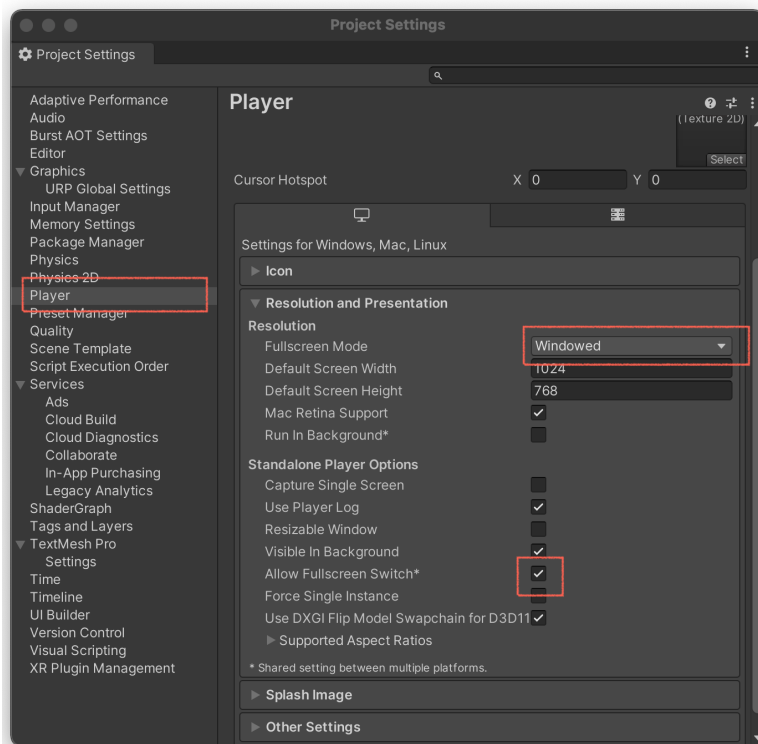 Project Settings
Project Settings
Adaptive Performance
Audio
Burst AOT Settings
Editor
Graphics
URP Global Settings
Input Manager
Memory Settings
Package Manager
Physics
Physics 2D
Player
Preset Manager
Quality
Scene Template
Script Execution Order
Services
Ads
Cloud Build
Cloud Diagnostics
Collaborate
In-App Purchasing
Legacy Analytics
ShaderGraph
Tags and Layers
TextMesh Pro
Settings
Time
Timeline
UI Builder
Version Control
Visual Scripting
XR Plugin Management
Player
(Texture 2D)
Select
Cursor Hotspot X 0 Y 0
Settings for Windows, Mac, Linux
Icon
Resolution and Presentation
Resolution
Fullscreen Mode Windowed
Default Screen Width 1024
Default Screen Height 768
Mac Retina Support
Run In Background*
Standalone Player Options
Capture Single Screen
Use Player Log
Resizable Window
Visible In Background
Allow Fullscreen Switch*
Force Single Instance
Use DXGI Flip Model Swapchain for D3D11
Supported Aspect Ratios
* Shared setting between multiple platforms.
Splash Image
Other Settings